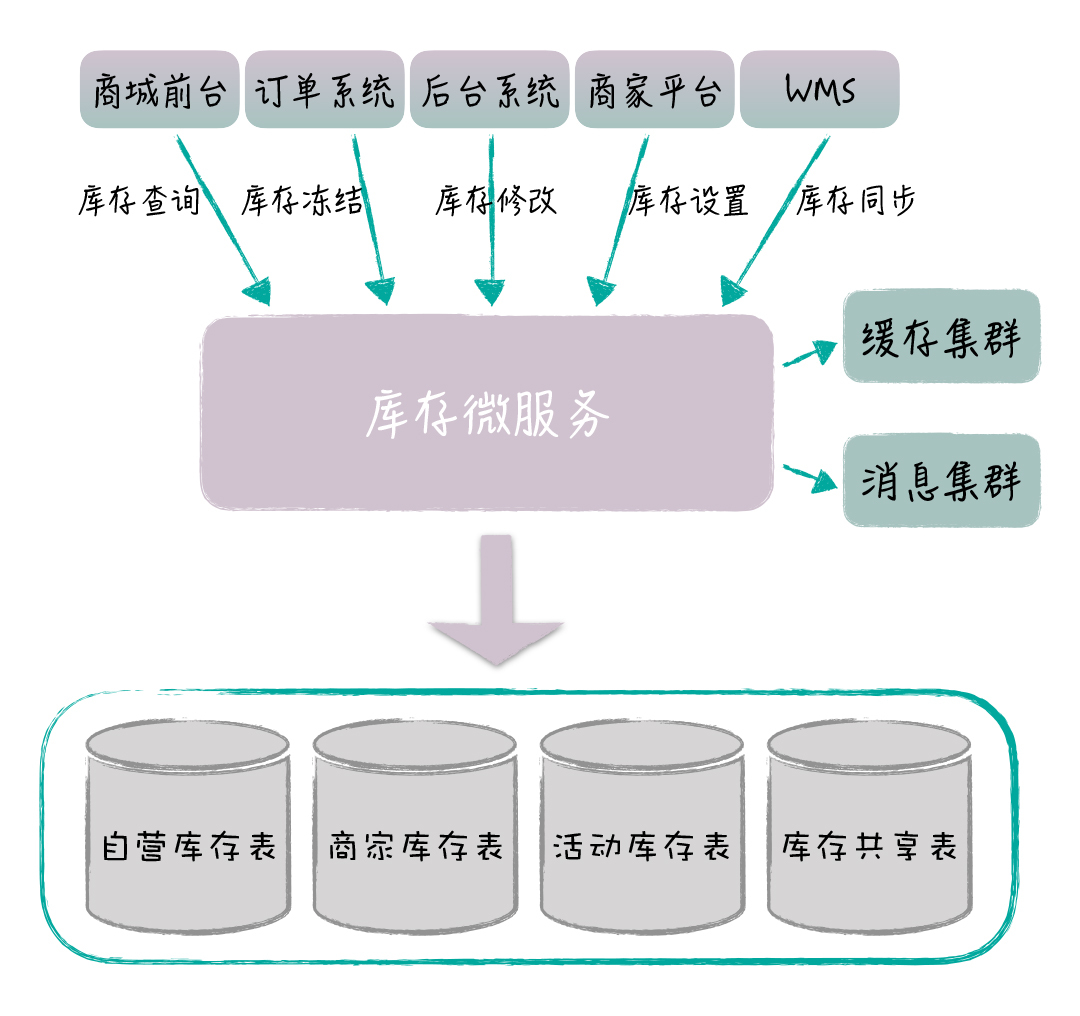 商城前台
订单系统
后台系统
商家平台
WMS
库存查询
库存冻结
库存修改
库存设置
库存同步
库存微服务
缓存集群
消息集群
自营库存表
商家库存表
活动库存表
库存共享表